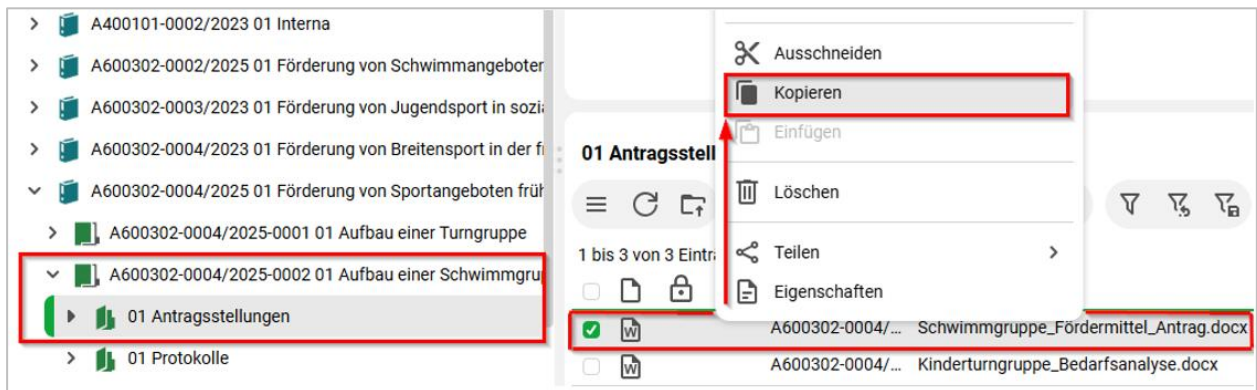 A400101-0002/2023 01 Interna
A600302-0002/2025 01 Förderung von Schwimmangeboten
A600302-0003/2023 01 Förderung von Jugendsport in sozia
A600302-0004/2023 01 Förderung von Breitensport in der fr
A600302-0004/2025 01 Förderung von Sportangeboten früh
A600302-0004/2025-0001 01 Aufbau einer Turngruppe
A600302-0004/2025-0002 01 Aufbau einer Schwimmgru
01 Antragsstellungen
01 Protokolle
Ausschneiden
Kopieren
Einfügen
Löschen
Teilen
Eigenschaften
01 Antragsstell
1 bis 3 von 3 Eintr
A600302-0004/... Schwimmgruppe_Fördermittel_Antrag.docx
A600302-0004/... Kinderturngruppe_Bedarfsanalyse.docx